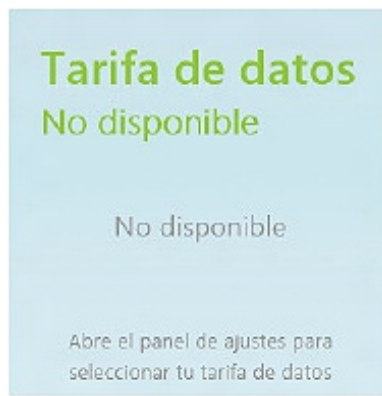 Tarifa de datos
No disponible
No disponible
Abre el panel de ajustes para
seleccionar tu tarifa de datos